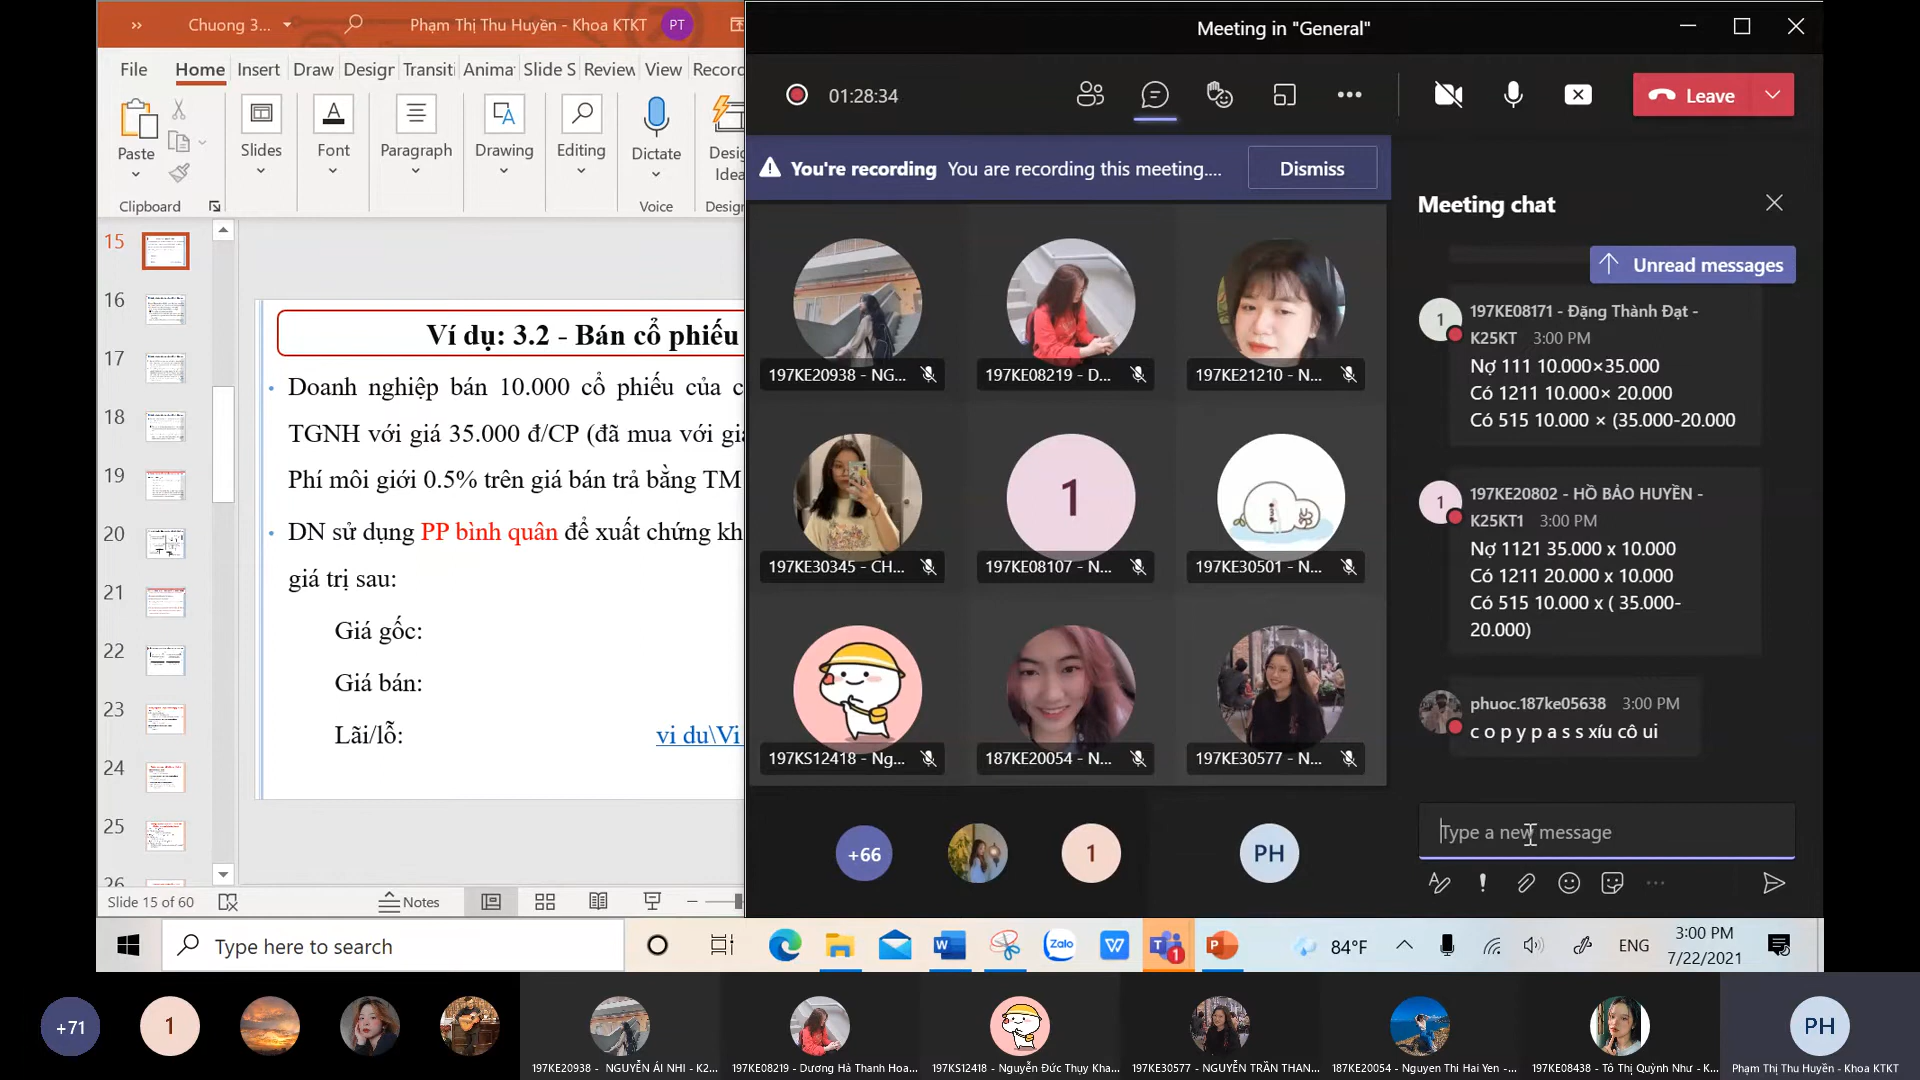 Chuong 3...
Phạm Thị Thu Huyền - Khoa KTKT
PT
File Home Insert Draw Design Transiti Anima Slide S Review View Record
Paste
Slides
Font
Paragraph
Drawing
Editing
Dictate
Clipboard
Voice
15
16
17
18
19
20
21
22
23
24
25
26
Ví dụ: 3.2 - Bán cổ phiếu
• Doanh nghiệp bán 10.000 cổ phiếu của c
TGNH với giá 35.000 đ/CP (đã mua với giá
Phí môi giới 0.5% trên giá bán trả bằng TM
• DN sử dụng PP bình quân để xuất chứng kh
giá trị sau:
Giá gốc:
Giá bán:
Lãi/lỗ:
vi du\Vi
Slide 15 of 60
Notes
Meeting in "General"
01:28:34
Leave
You're recording You are recording this meeting....
Dismiss
197KE20938 - NG...
197KE08219 - D...
197KE21210 - N...
197KE30345 - CH...
1
197KE08107 - N...
197KE30501 - N...
197KS12418 - Ng...
187KE20054 - N...
197KE30577 - N...
+66
1
PH
Meeting chat
Unread messages
1
197KE08171 - Đặng Thành Đạt -
K25KT 3:00 PM
Nợ 111 10.000×35.000
Có 1211 10.000× 20.000
Có 515 10.000 × (35.000-20.000
1
197KE20802 - HỒ BẢO HUYỀN -
K25KT1 3:00 PM
Nợ 1121 35.000 x 10.000
Có 1211 20.000 x 10.000
Có 515 10.000 x ( 35.000-
20.000)
phuoc.187ke05638 3:00 PM
c o p y p a s s xíu cô ui
Type a new message
Type here to search
Zalo
84°F
ENG
3:00 PM
7/22/2021
+71
1
197KE20938 - NGUYỄN ÁI NHI - K2...
197KE08219 - Dương Hà Thanh Hoa...
197KS12418 - Nguyễn Đức Thụy Kha...
197KE30577 - NGUYỄN TRẦN THAN...
187KE20054 - Nguyen Thi Hai Yen -...
197KE08438 - Tô Thị Quỳnh Như - K...
PH
Phạm Thị Thu Huyền - Khoa KTKT